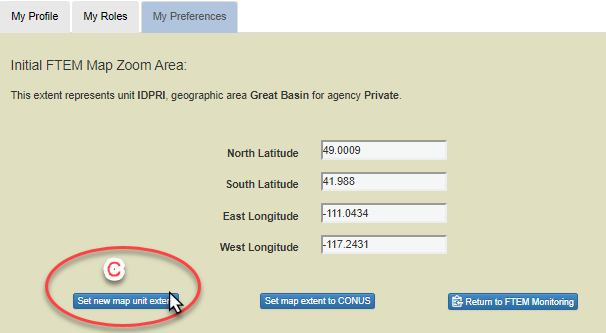 My Profile My Roles My Preferences
Initial FTEM Map Zoom Area:
This extent represents unit IDPRI, geographic area Great Basin for agency Private.
North Latitude 49.0009
South Latitude 41.988
East Longitude -111.0434
West Longitude -117.2431
C
Set new map unit Set map extent to CONUS Return to FTEM Monitoring